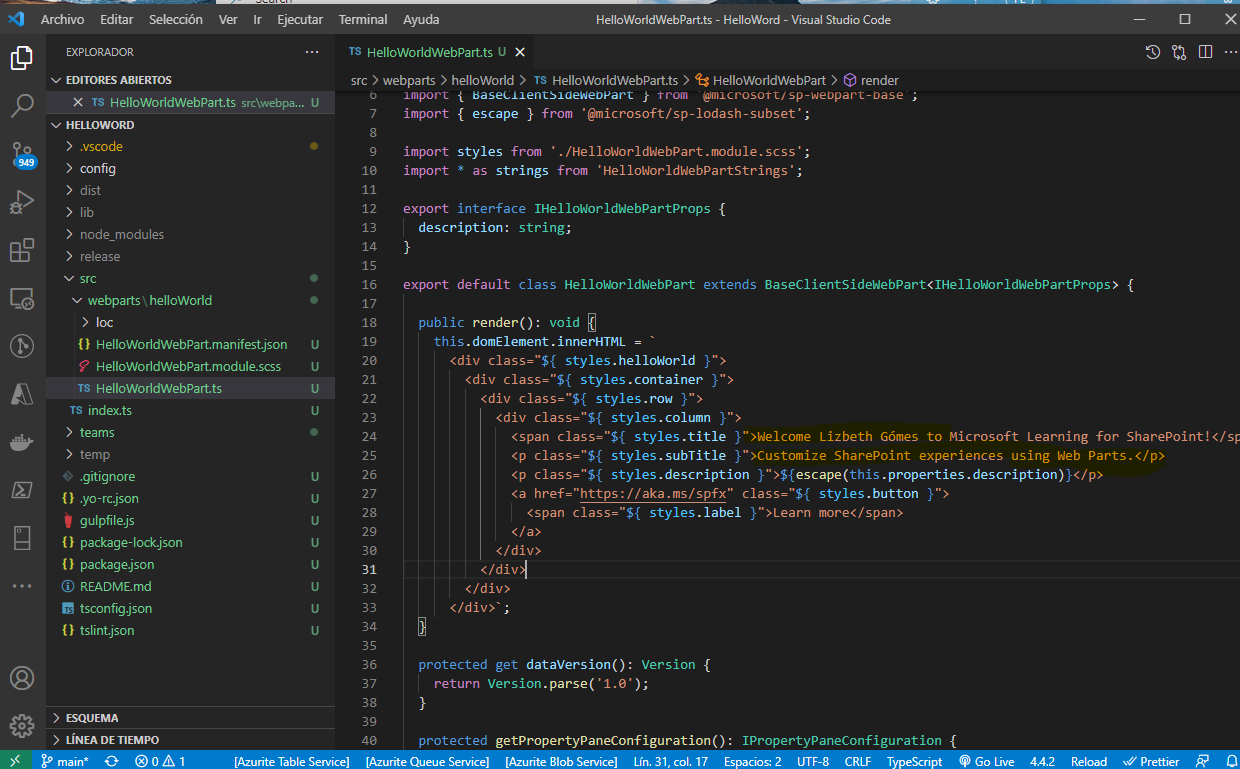 Search
Archivo Editar Selección Ver Ir Ejecutar Terminal Ayuda HelloWorldWebPart.ts - HelloWord - Visual Studio Code
EXPLORADOR
EDITORES ABIERTOS
TS HelloWorldWebPart.ts src\webpa... U
HELLOWORD
.vscode
config
dist
lib
node_modules
release
src
webparts \ helloWorld
loc
{} HelloWorldWebPart.manifest.json U
HelloWorldWebPart.module.scss U
TS HelloWorldWebPart.ts U
TS index.ts U
teams
temp
.gitignore U
{} .yo-rc.json U
gulpfile.js U
{} package-lock.json U
{} package.json U
README.md U
TS tsconfig.json U
{} tslint.json U
ESQUEMA
LÍNEA DE TIEMPO
949
TS HelloWorldWebPart.ts U
src > webparts > helloWorld > TS HelloWorldWebPart.ts > HelloWorldWebPart > render
6 import { BaseClientSideWebPart } from '@microsoft/sp-webpart-base';
7 import { escape } from '@microsoft/sp-lodash-subset';
8
9 import styles from './HelloWorldWebPart.module.scss';
10 import * as strings from 'HelloWorldWebPartStrings';
11
12 export interface IHelloWorldWebPartProps {
13 description: string;
14 }
15
16 export default class HelloWorldWebPart extends BaseClientSideWebPart<IHelloWorldWebPartProps> {
17
18 public render(): void {
19 this.domElement.innerHTML = `
20 <div class="${ styles.helloWorld }">
21 <div class="${ styles.container }">
22 <div class="${ styles.row }">
23 <div class="${ styles.column }">
24 <span class="${ styles.title }">Welcome Lizbeth Gómes to Microsoft Learning for SharePoint!</sp
25 <p class="${ styles.subTitle }">Customize SharePoint experiences using Web Parts.</p>
26 <p class="${ styles.description }">${escape(this.properties.description)}</p>
27 <a href="https://aka.ms/spfx" class="${ styles.button }">
28 <span class="${ styles.label }">Learn more</span>
29 </a>
30 </div>
31 </div>
32 </div>
33 </div>`;
34 }
35
36 protected get dataVersion(): Version {
37 return Version.parse('1.0');
38 }
39
40 protected getPropertyPaneConfiguration(): IPropertyPaneConfiguration {
main* 0 1 [Azurite Table Service] [Azurite Queue Service] [Azurite Blob Service] Lín. 31, col. 17 Espacios: 2 UTF-8 CRLF TypeScript Go Live 4.4.2 Reload Prettier